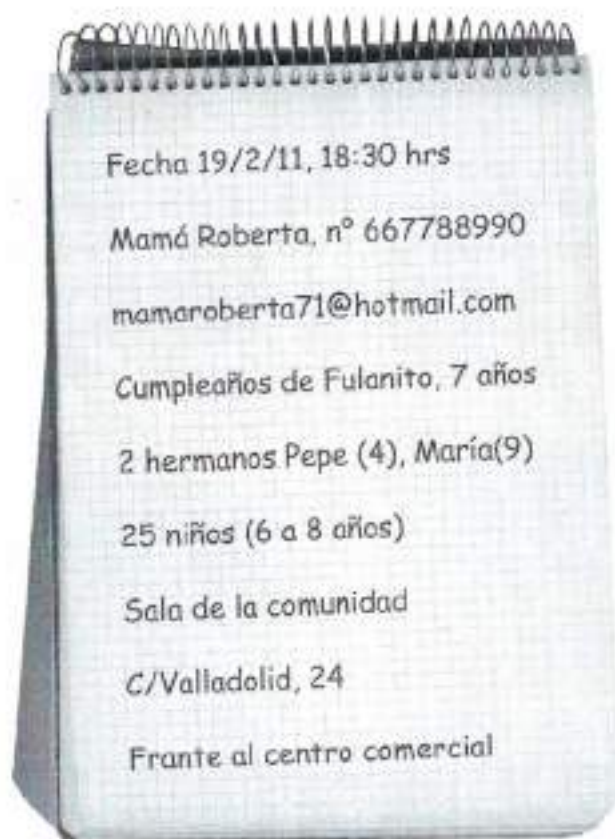 Fecha 19/2/11, 18:30 hrs
Mamá Roberta, nº 667788990
mamaroberta71@hotmail.com
Cumpleaños de Fulanito, 7 años
2 hermanos Pepe (4), María(9)
25 niños (6 a 8 años)
Sala de la comunidad
C/Valladolid, 24
Frante al centro comercial